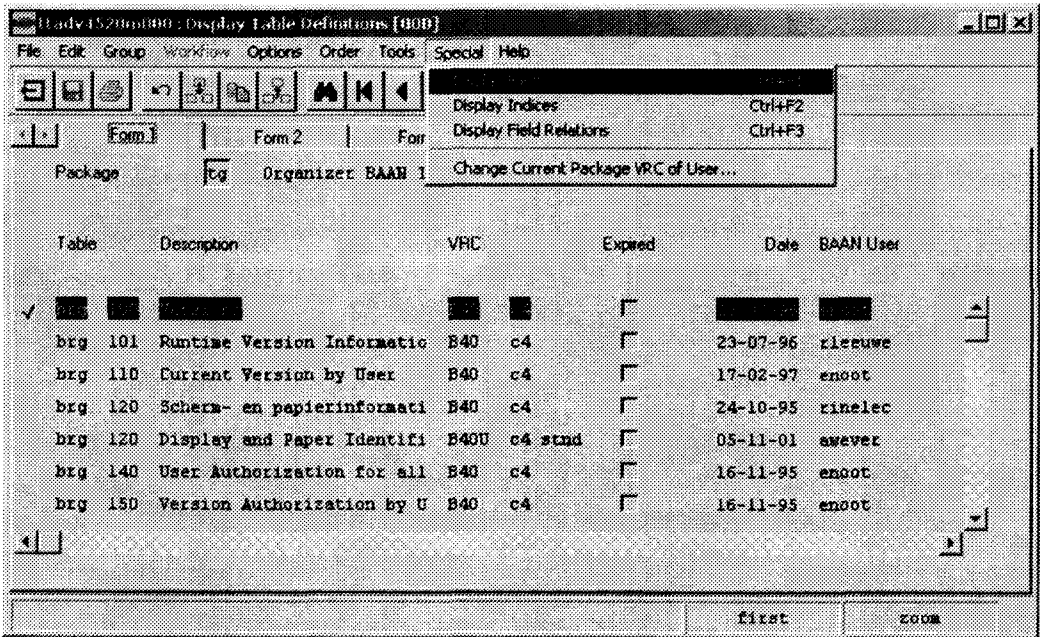 ttadv4520m000 : Display Table Definitions [000]
File Edit Group Workflow Options Order Tools Special Help
Display Indices Ctrl+F2
Display Field Relations Ctrl+F3
Change Current Package VRC of User...
Form 1 Form 2
Package tg Organizer BAAN
Table Description VRC Expired Date BAAN User
brg 101 Runtime Version Informatic B40 c4 23-07-96 rleeuwe
brg 110 Current Version by User B40 c4 17-02-97 enoot
brg 120 Scherm- en papierinformati B40 c4 24-10-95 rinelec
brg 120 Display and Paper Identifi B40U c4 stnd 05-11-01 awever
brg 140 User Authorization for all B40 c4 16-11-95 enoot
brg 150 Version Authorization by U B40 c4 16-11-95 enoot
first zoom